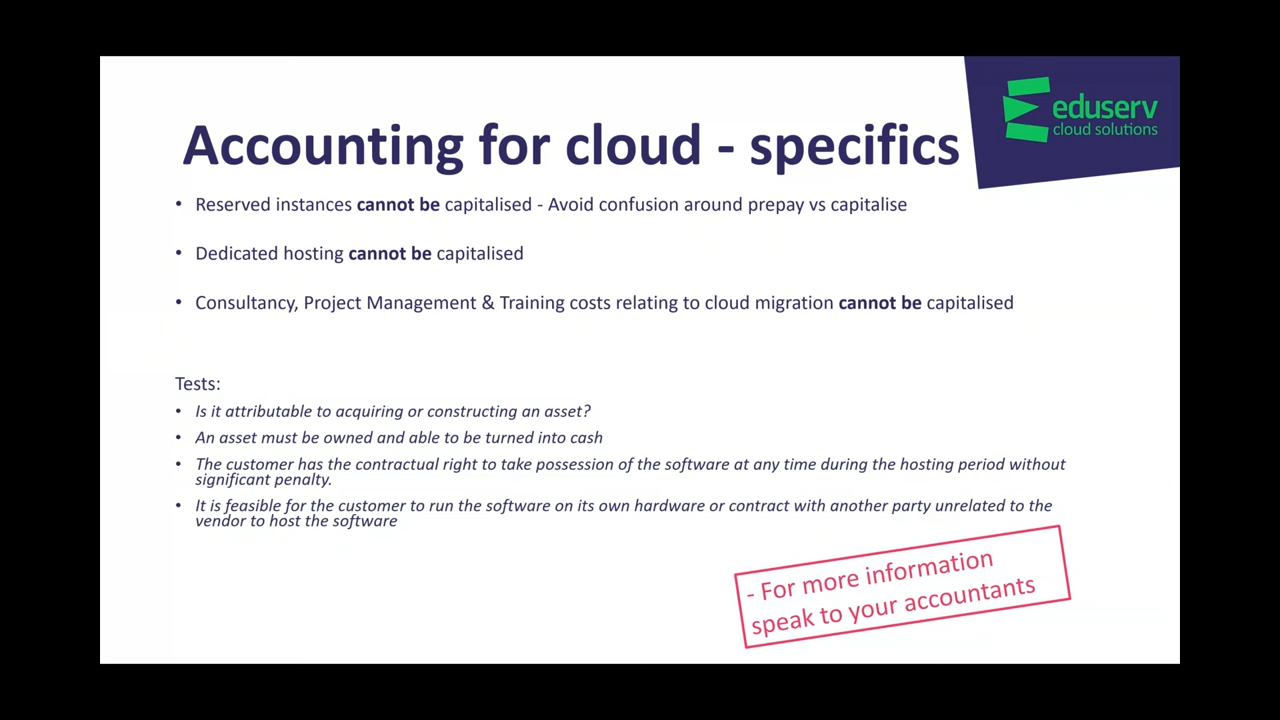 eduserv
cloud solutions
Accounting for cloud - specifics
• Reserved instances cannot be capitalised - Avoid confusion around prepay vs capitalise
• Dedicated hosting cannot be capitalised
• Consultancy, Project Management & Training costs relating to cloud migration cannot be capitalised
Tests:
• Is it attributable to acquiring or constructing an asset?
• An asset must be owned and able to be turned into cash
• The customer has the contractual right to take possession of the software at any time during the hosting period without
significant penalty.
• It is feasible for the customer to run the software on its own hardware or contract with another party unrelated to the
vendor to host the software
- For more information
speak to your accountants